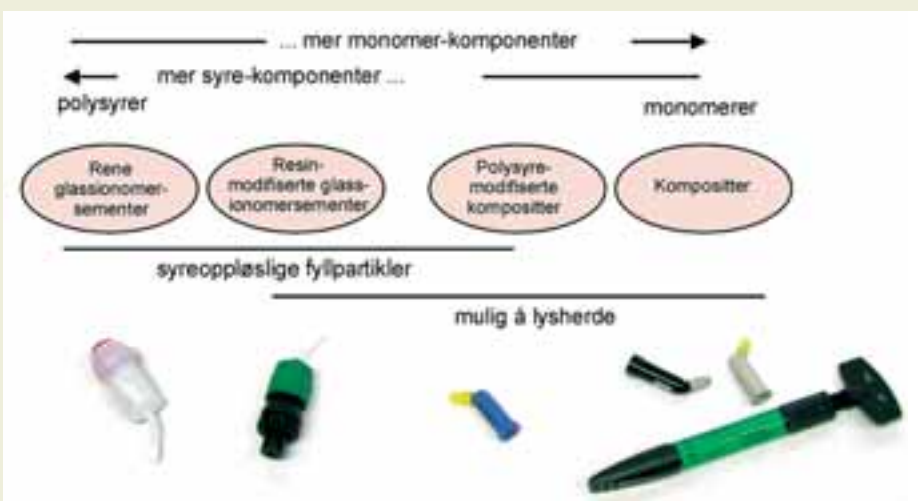 ... mer monomer-komponenter
mer syre-komponenter ...
polysyrer
monomerer
Rene
glassionomer-
sementer
Resin-
modifiserte glass-
ionomersementer
Polysyre-
modifiserte
kompositter
Kompositter
syreoppløslige fyllpartikler
mulig å lysherde